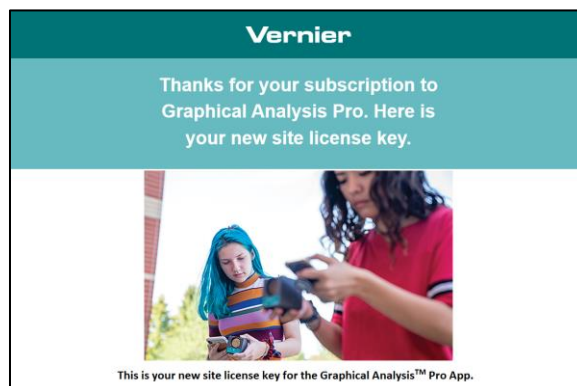 Vernier
Thanks for your subscription to
Graphical Analysis Pro. Here is
your new site license key.
This is your new site license key for the Graphical Analysis™ Pro App.